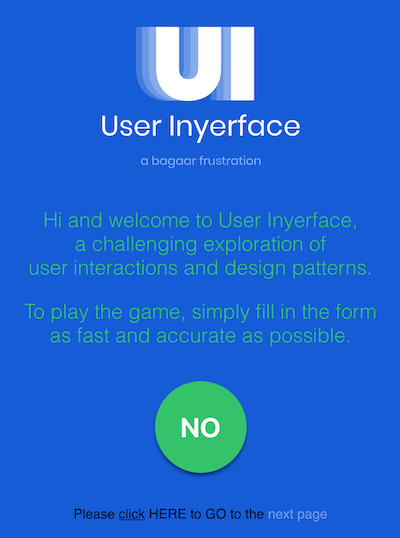 UI
User Inyerface
a bagaar frustration
Hi and welcome to User Inyerface,
a challenging exploration of
user interactions and design patterns.
To play the game, simply fill in the form
as fast and accurate as possible.
NO
Please click HERE to GO to the next page